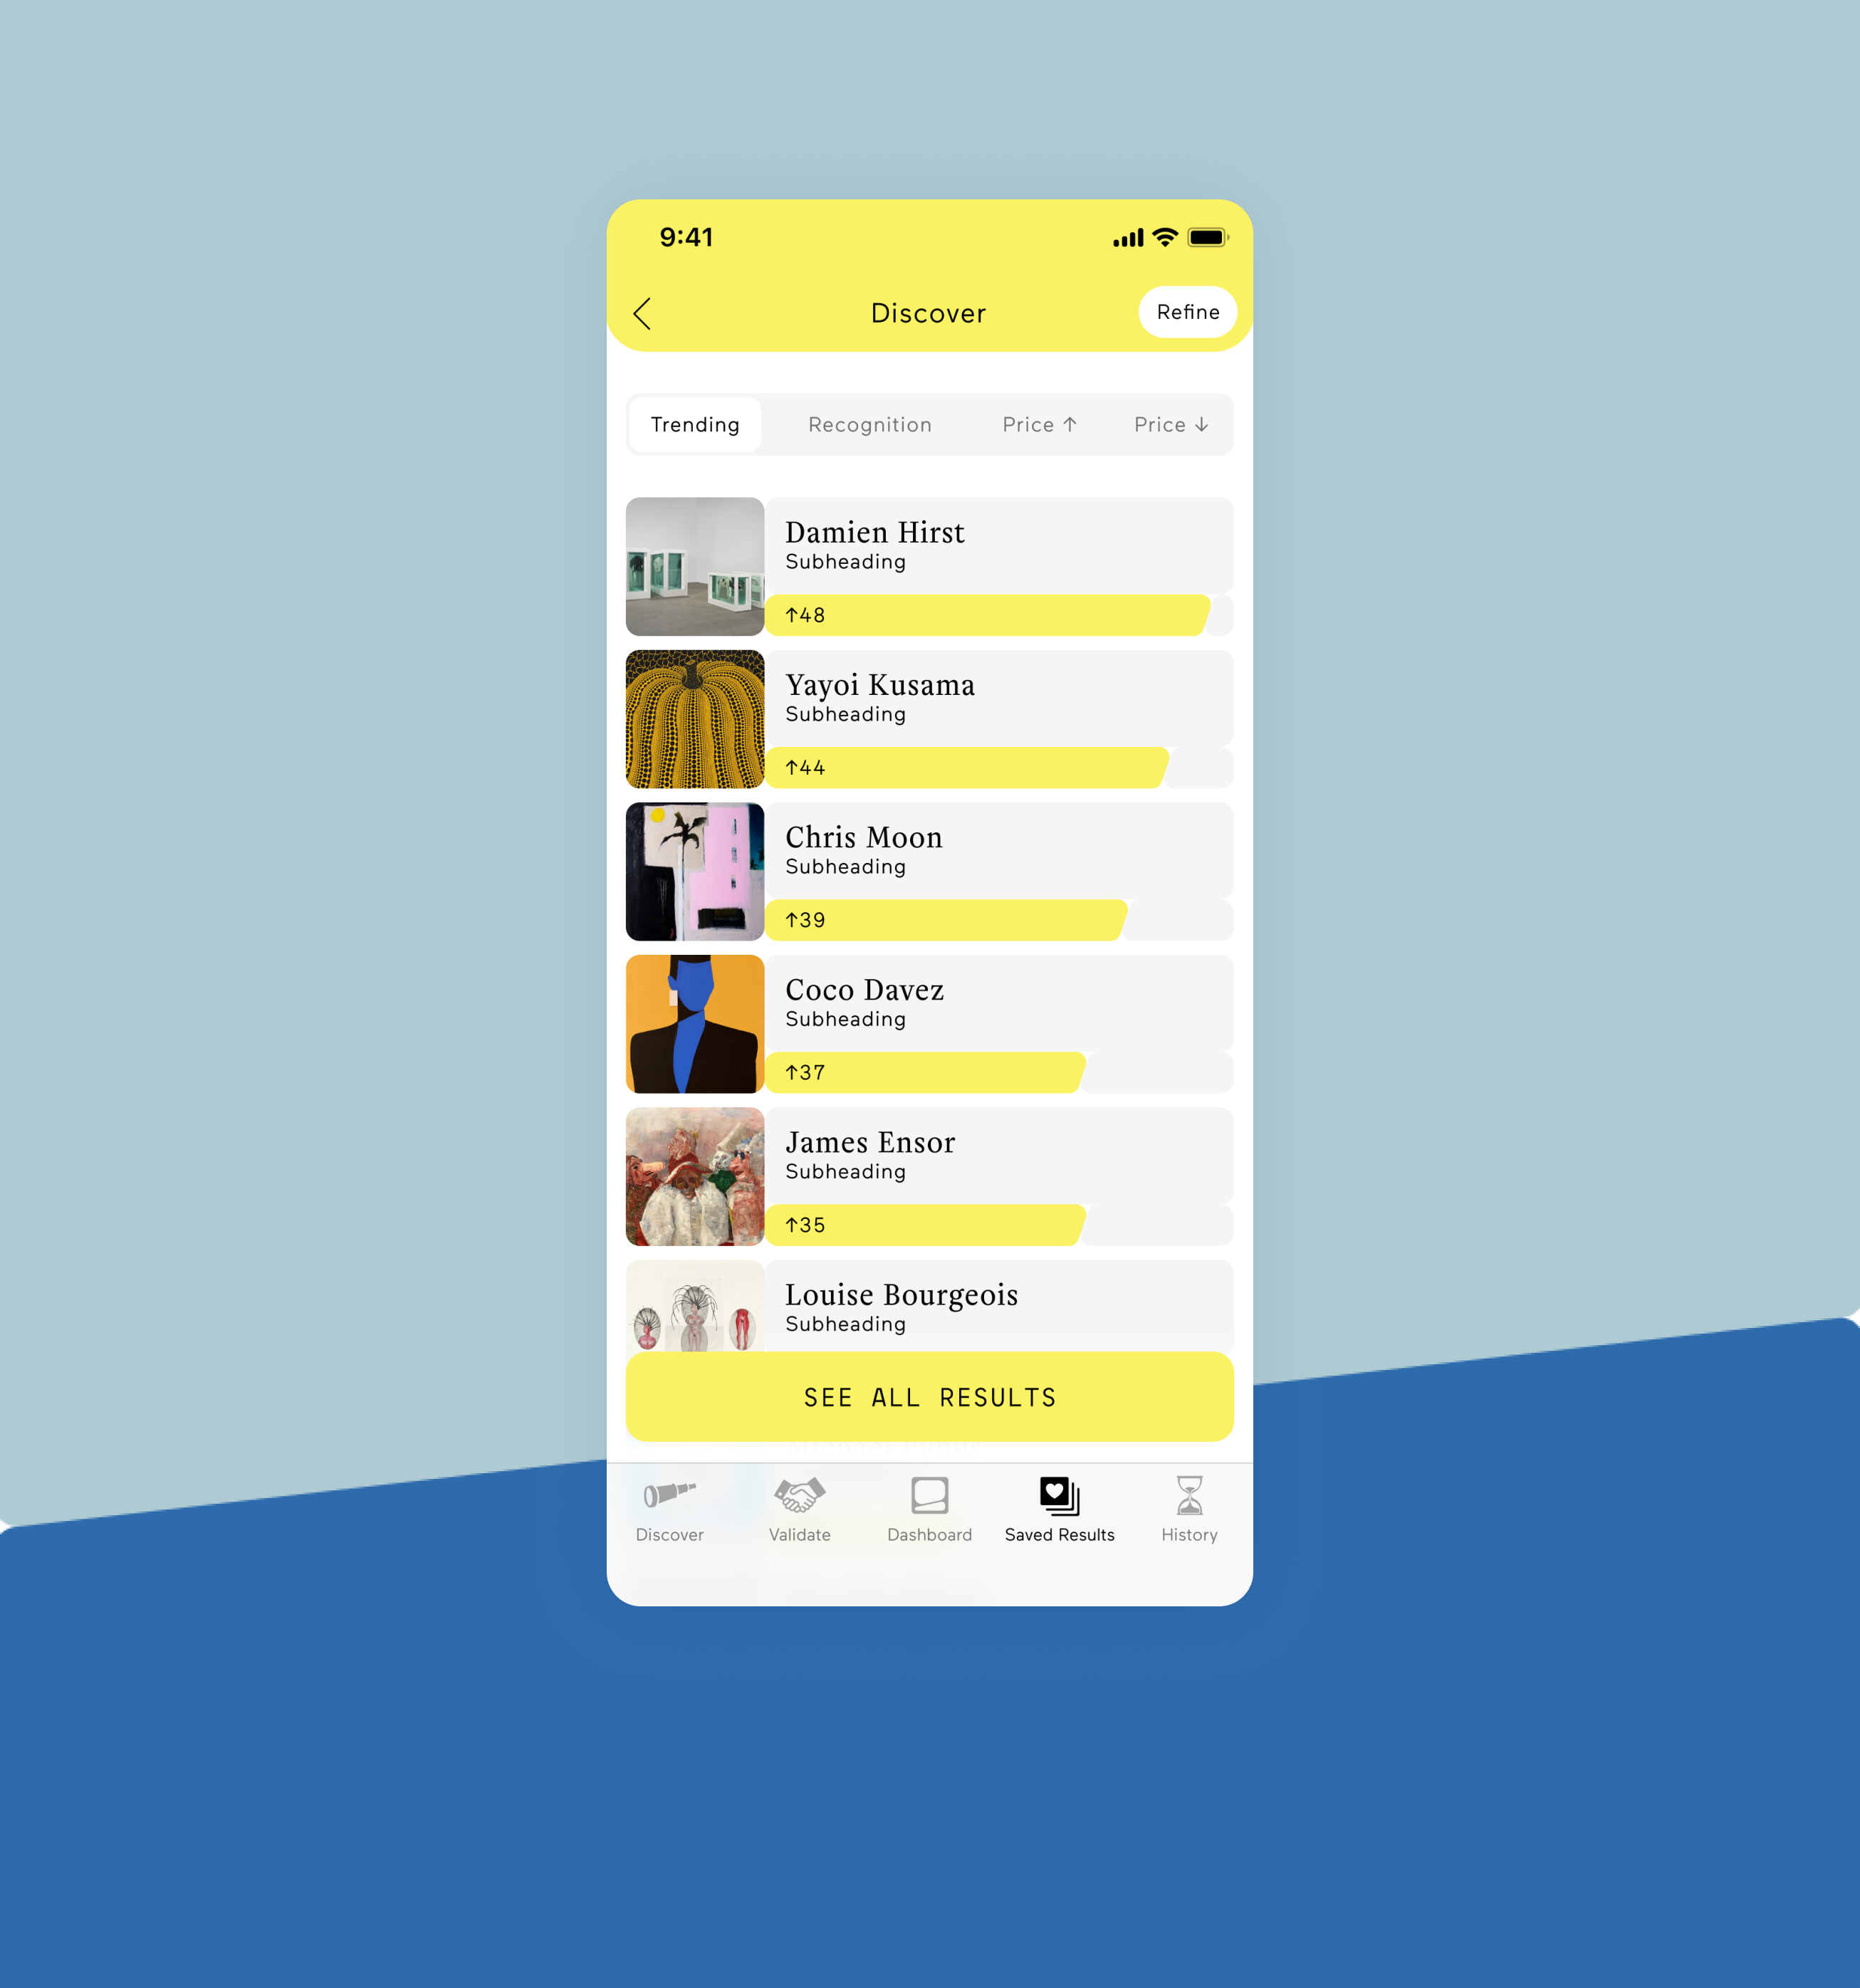 9:41
Discover
Refine
Trending Recognition Price ↑ Price ↓
Damien Hirst
Subheading
↑48
Yayoi Kusama
Subheading
↑44
Chris Moon
Subheading
↑39
Coco Davez
Subheading
↑37
James Ensor
Subheading
↑35
Louise Bourgeois
Subheading
SEE ALL RESULTS
Discover Validate Dashboard Saved Results History